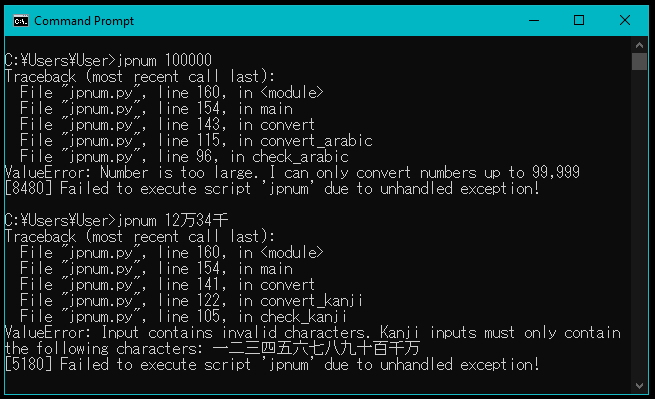 Command Prompt
C:¥Users¥User>jpnum 100000
Traceback (most recent call last):
  File "jpnum.py", line 160, in <module>
  File "jpnum.py", line 154, in main
  File "jpnum.py", line 143, in convert
  File "jpnum.py", line 115, in convert_arabic
  File "jpnum.py", line 96, in check_arabic
ValueError: Number is too large. I can only convert numbers up to 99,999
[8480] Failed to execute script 'jpnum' due to unhandled exception!
C:¥Users¥User>jpnum 12万34千
Traceback (most recent call last):
  File "jpnum.py", line 160, in <module>
  File "jpnum.py", line 154, in main
  File "jpnum.py", line 141, in convert
  File "jpnum.py", line 122, in convert_kanji
  File "jpnum.py", line 105, in check_kanji
ValueError: Input contains invalid characters. Kanji inputs must only contain
the following characters: 一二三四五六七八九十百千万
[5180] Failed to execute script 'jpnum' due to unhandled exception!